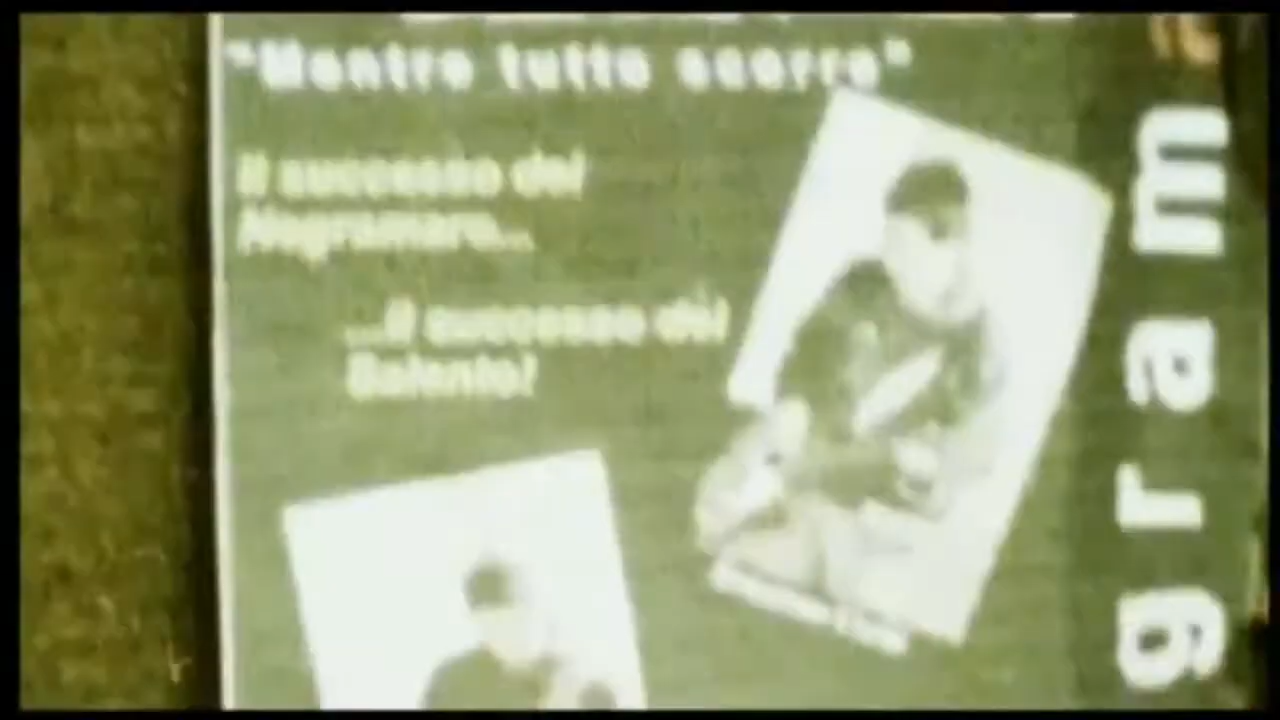 "Mentre tutto scorre"
Il successo dei
Negramaro...
...il successo del
Salento!
gram